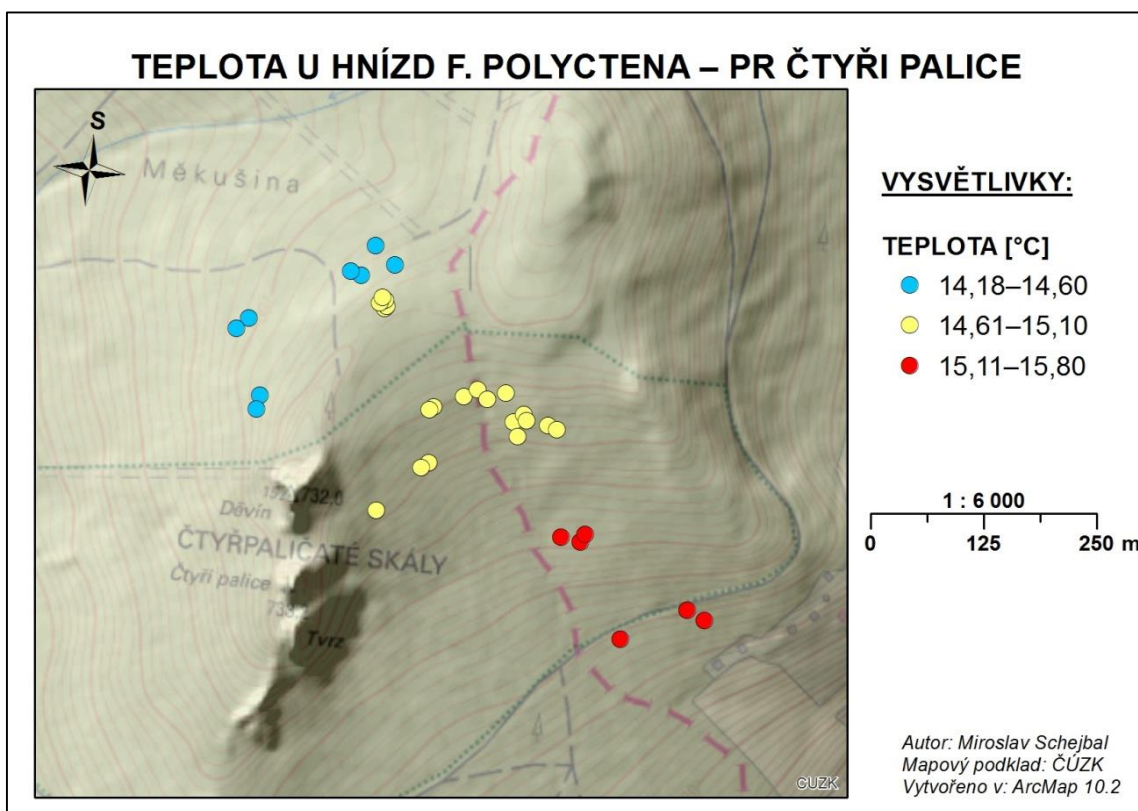 TEPLOTA U HNÍZD F. POLYCTENA – PR ČTYŘI PALICE
S
Měkušina
732,0
Děvín
ČTYŘPALIČATÉ SKÁLY
Čtyři palice
Tvrz
ČÚZK
VYSVĚTLIVKY:
TEPLOTA [°C]
14,18–14,60
14,61–15,10
15,11–15,80
1 : 6 000
0 125 250 m
Autor: Miroslav Schejbal
Mapový podklad: ČÚZK
Vytvořeno v: ArcMap 10.2